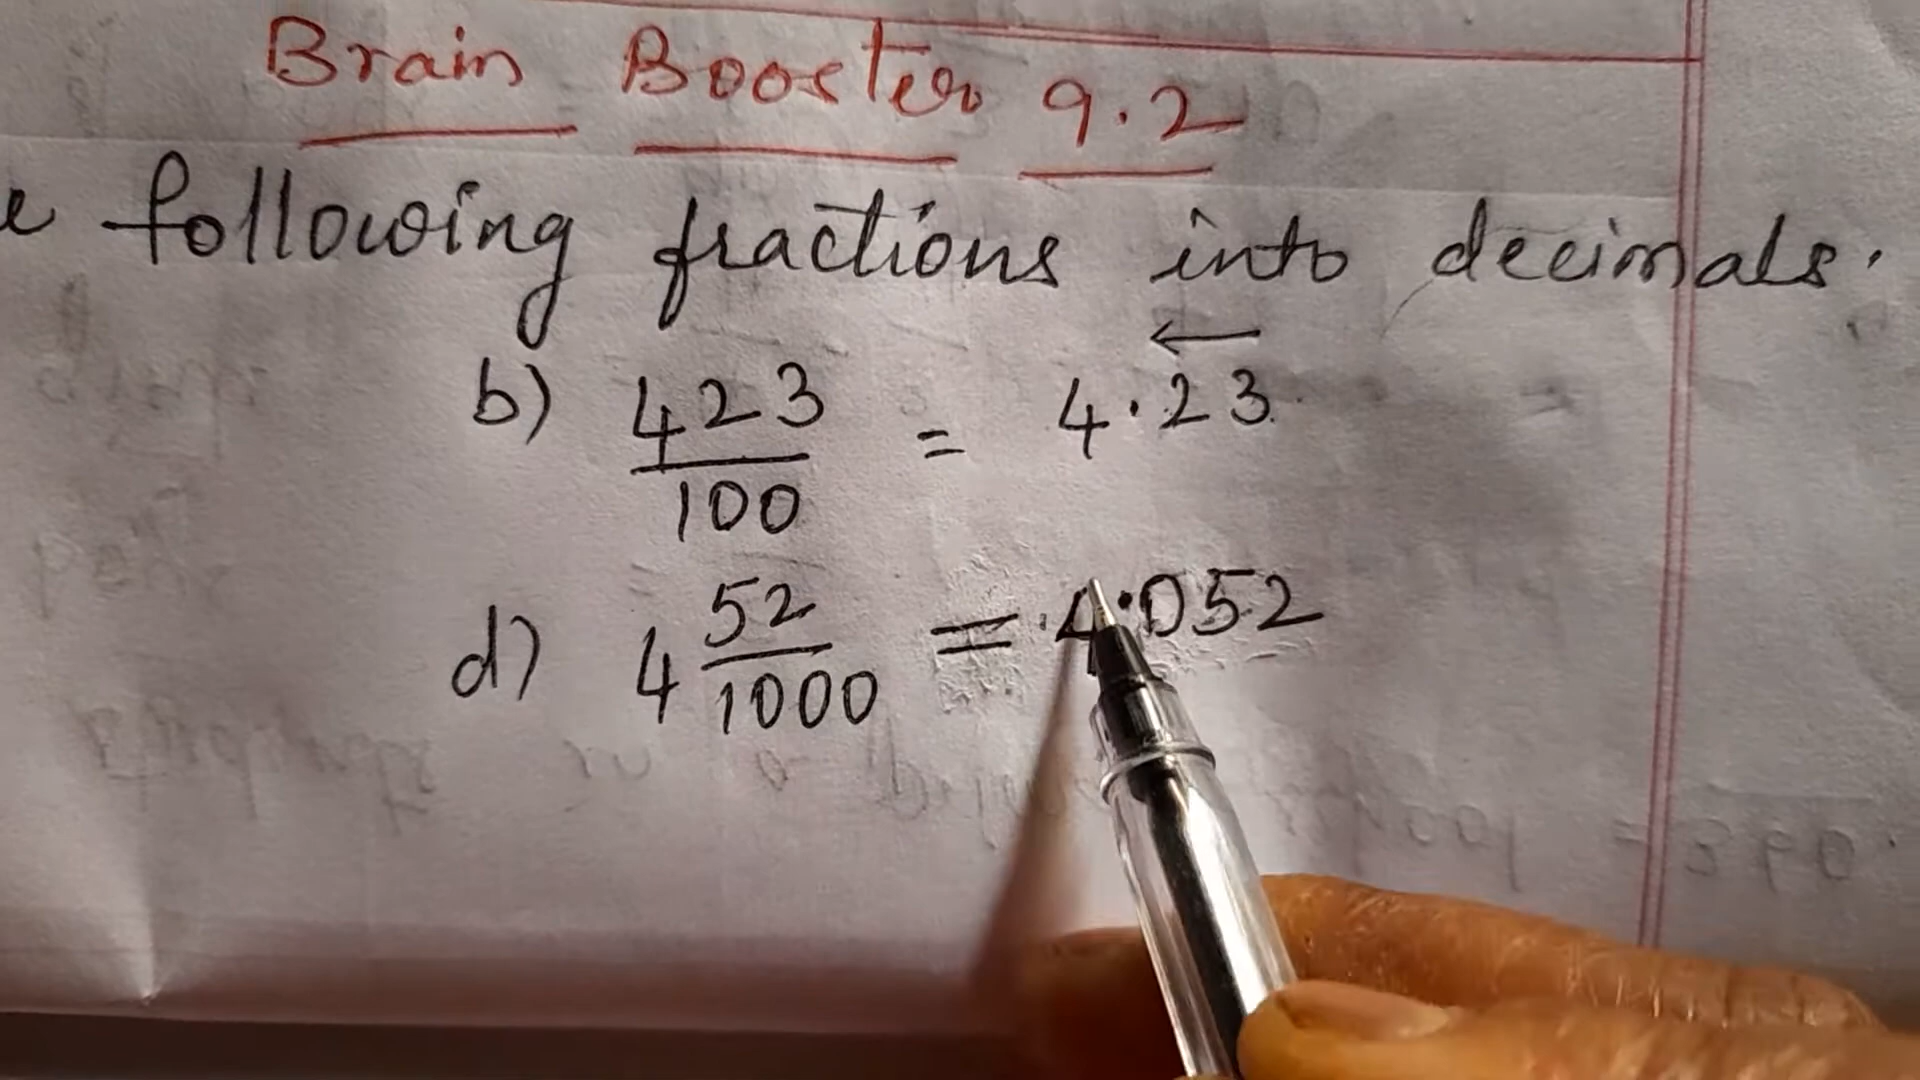 Brain Booster 9.2
e following fractions into decimals.
b) 423/100 = 4.23
d) 4 52/1000 = 4.052